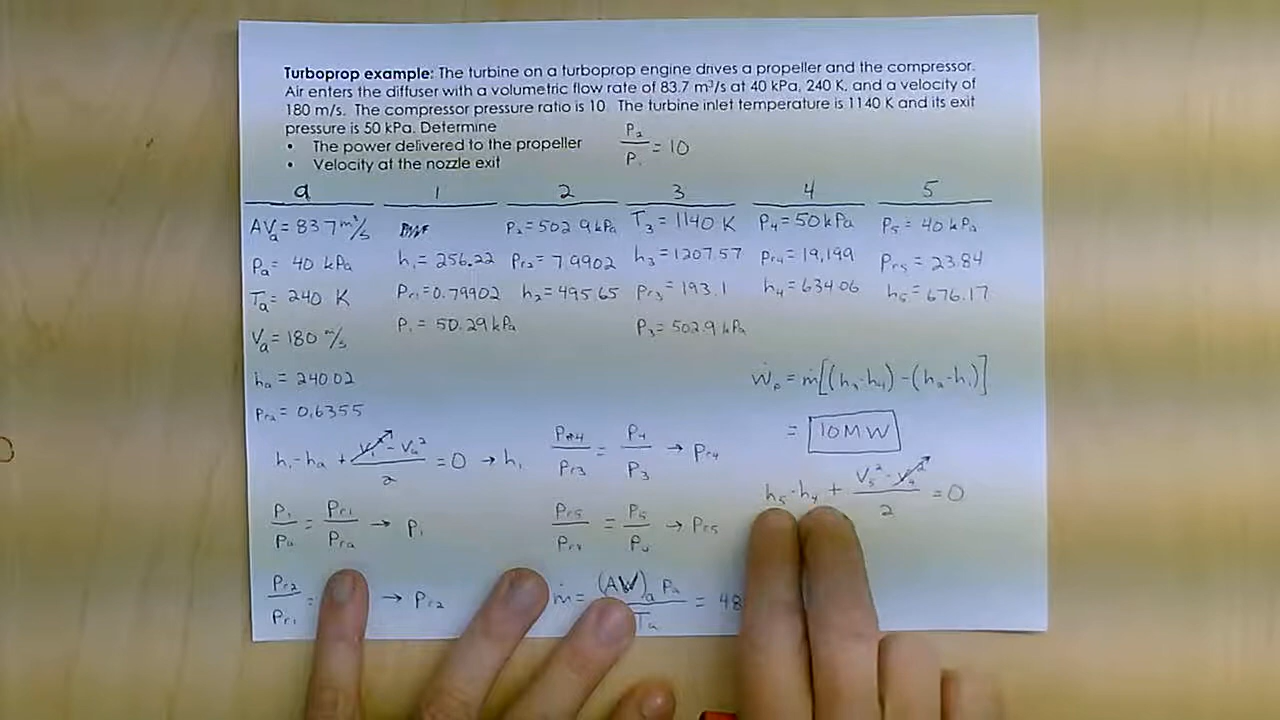 Turboprop example: The turbine on a turboprop engine drives a propeller and the compressor.
Air enters the diffuser with a volumetric flow rate of 83.7 m³/s at 40 kPa, 240 K, and a velocity of
180 m/s. The compressor pressure ratio is 10. The turbine inlet temperature is 1140 K and its exit
pressure is 50 kPa. Determine
• The power delivered to the propeller
• Velocity at the nozzle exit
P₂/P₁ = 10
a 1 2 3 4 5
AVₐ = 83.7 m³/s P₂ = 502.9 kPa T₃ = 1140 K P₄ = 50 kPa P₅ = 40 kPa
Pₐ = 40 kPa h₁ = 256.22 Pr₂ = 7.9902 h₃ = 1207.57 Pr₄ = 19.199 Pr₅ = 23.84
Tₐ = 240 K Pr₁ = 0.79902 h₂ = 495.65 Pr₃ = 193.1 h₄ = 634.06 h₅ = 676.17
Vₐ = 180 m/s P₁ = 50.29 kPa P₃ = 502.9 kPa
hₐ = 240.02
Prₐ = 0.6355
Ẇp = ṁ[(h₃-h₄)-(h₂-h₁)]
= 10 MW
h₁-hₐ + (V₁²-Vₐ²)/2 = 0 → h₁
Pr₄/Pr₃ = P₄/P₃ → Pr₄
h₅-h₄ + (V₅²-V₄²)/2 = 0
P₁/Pₐ = Pr₁/Prₐ → P₁
Pr₅/Pr₄ = P₅/P₄ → Pr₅
Pr₂/Pr₁ = → Pr₂
ṁ = (AV)ₐ Pₐ / Tₐ = 48